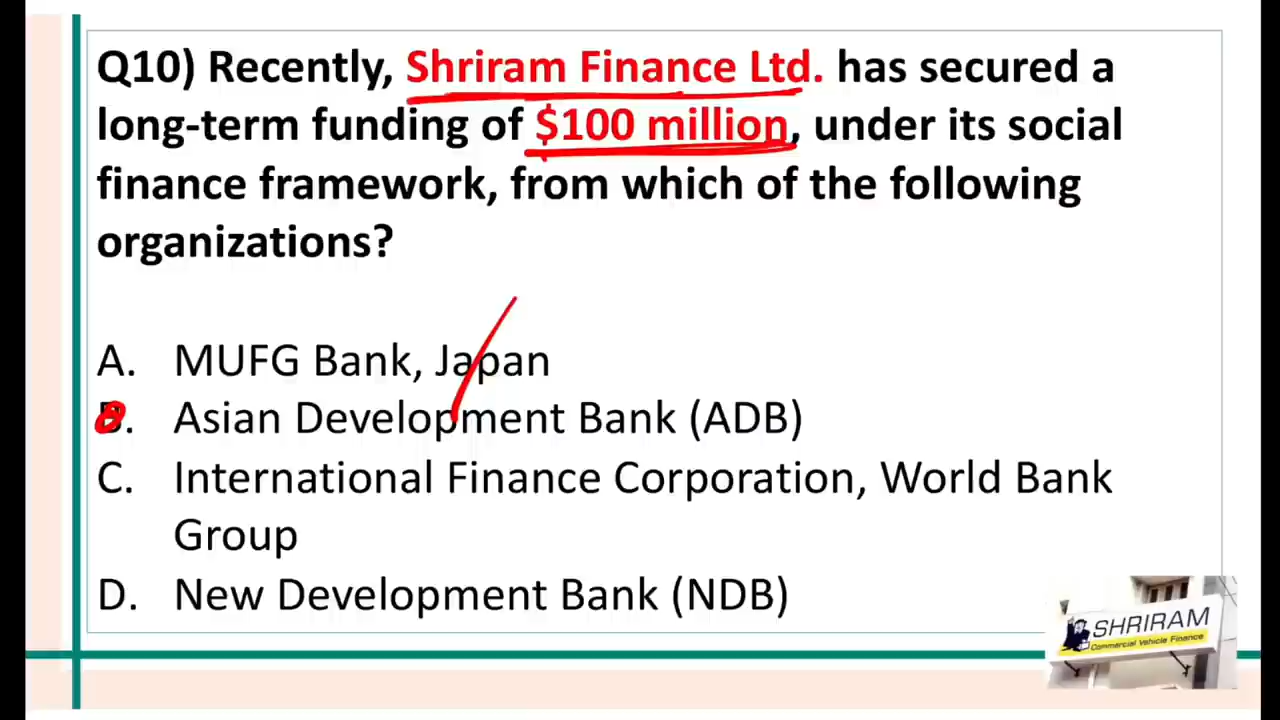 Q10) Recently, Shriram Finance Ltd. has secured a
long-term funding of $100 million, under its social
finance framework, from which of the following
organizations?
A. MUFG Bank, Japan
B. Asian Development Bank (ADB)
C. International Finance Corporation, World Bank
Group
D. New Development Bank (NDB)
SHRIRAM
Commercial Vehicle Finance